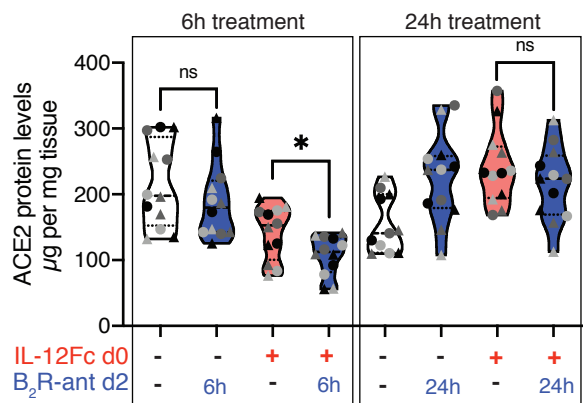 6h treatment 24h treatment
ns * ns
ACE2 protein levels
µg per mg tissue
400
300
200
100
0
IL-12Fc d0 - - + + - - + +
B₂R-ant d2 - 6h - 6h - 24h - 24h